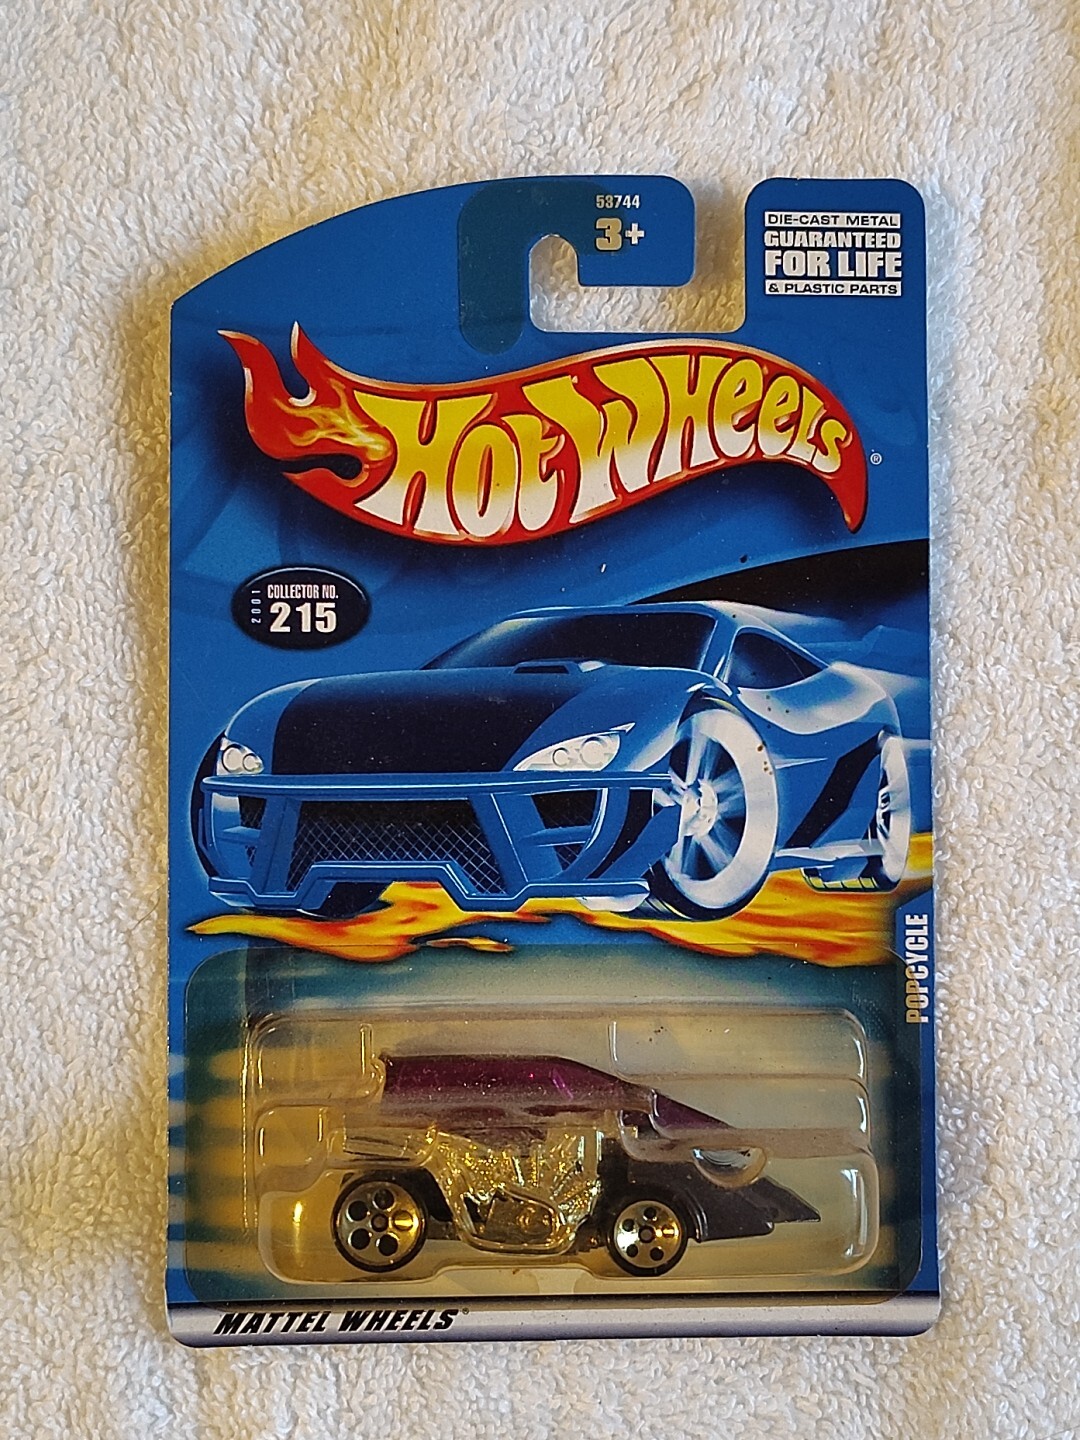 53744
3+
DIE-CAST METAL
GUARANTEED
FOR LIFE
& PLASTIC PARTS
HOT WHEELS®
2001
COLLECTOR NO.
215
POPCYCLE
MATTEL WHEELS®